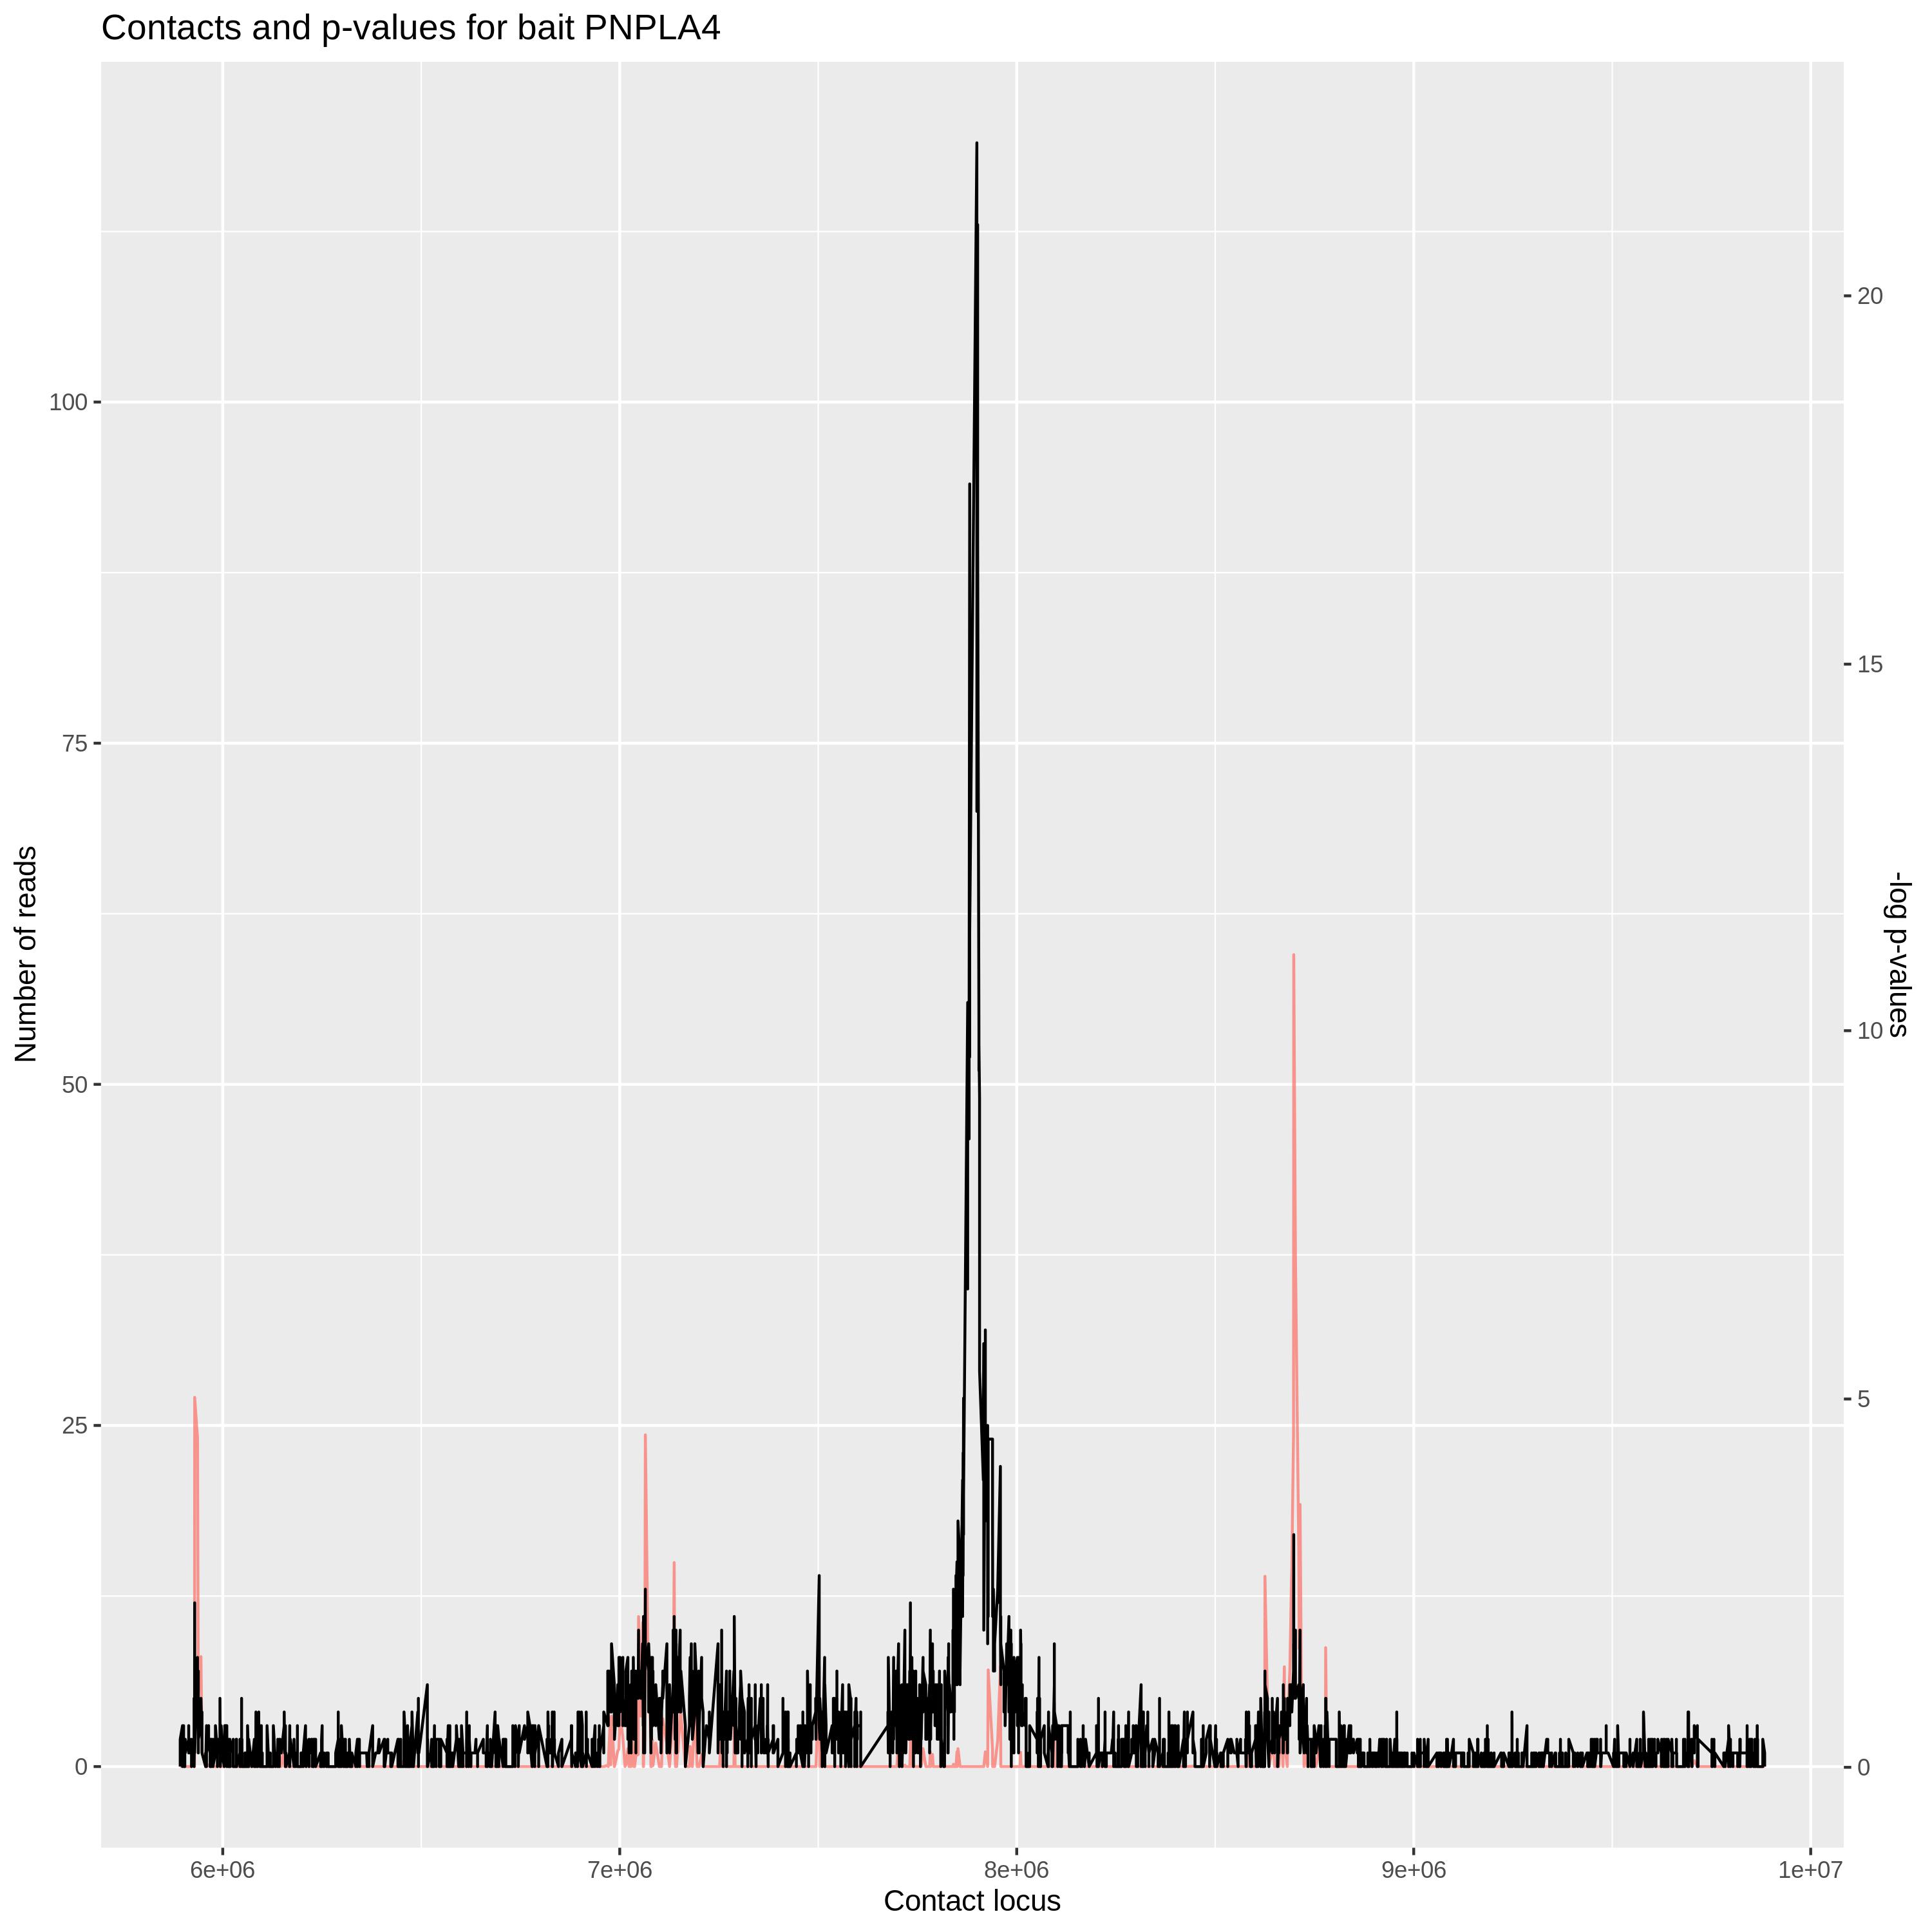 Contacts and p-values for bait PNPLA4
Number of reads
100
75
50
25
0
20
15
10
5
0
-log p-values
6e+06 7e+06 8e+06 9e+06 1e+07
Contact locus